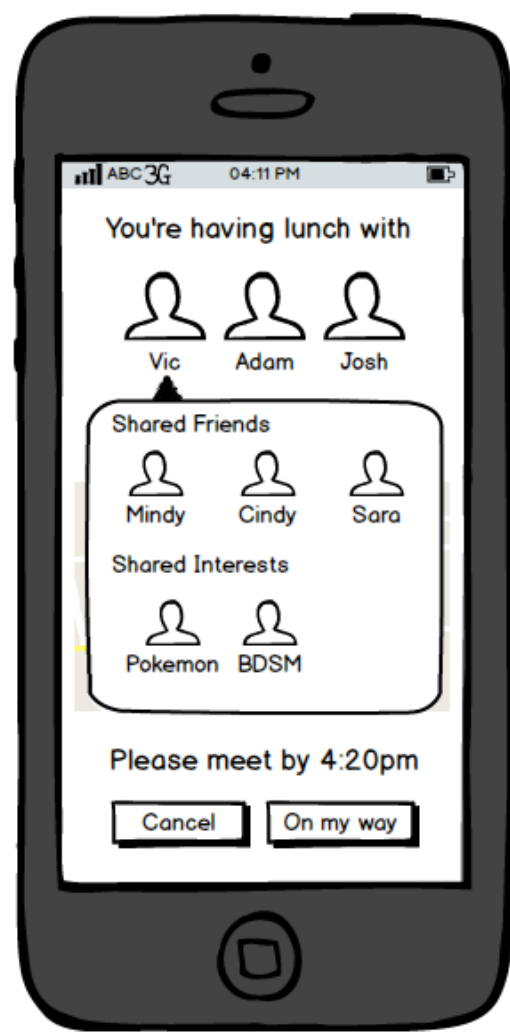 ABC 3G 04:11 PM
You're having lunch with
Vic Adam Josh
Shared Friends
Mindy Cindy Sara
Shared Interests
Pokemon BDSM
Please meet by 4:20pm
Cancel On my way